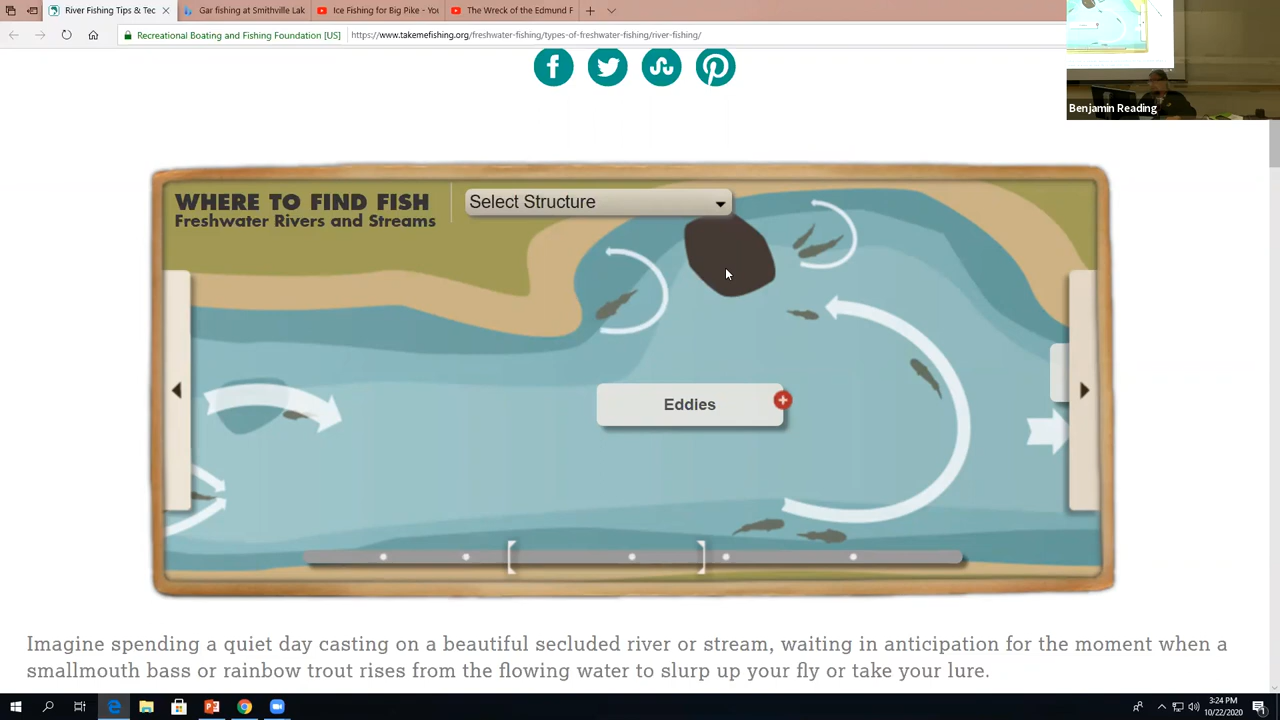 River Fishing Tips & Tec
Gar fishing at Smithville Lak
Ice Fishing for Big Pike - You
The Wreck of the Edmund F
Recreational Boating and Fishing Foundation [US]
https://www.takemefishing.org/freshwater-fishing/types-of-freshwater-fishing/river-fishing/
Benjamin Reading
WHERE TO FIND FISH
Freshwater Rivers and Streams
Select Structure
Eddies
Imagine spending a quiet day casting on a beautiful secluded river or stream, waiting in anticipation for the moment when a
smallmouth bass or rainbow trout rises from the flowing water to slurp up your fly or take your lure.
3:24 PM
10/22/2020